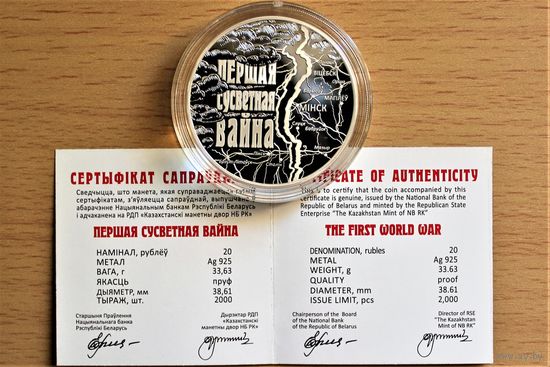 ПЕРШАЯ
СУСВЕТНАЯ
ВАЙНА
ВІЦЕБСК
МАГІЛЁЎ
МІНСК
Бабруйск
СЕРТЫФІКАТ
Сведчыцца, што манета, якая суправаджаецца гэтым
сертыфікатам, з'яўляецца сапраўднай, выпушчана ў
абарачэнне Нацыянальным банкам Рэспублікі Беларусь
і адчаканена на РДП «Казахстанскі манетны двор НБ РК»
ПЕРШАЯ СУСВЕТНАЯ ВАЙНА
НАМІНАЛ, рублёў 20
МЕТАЛ Ag 925
ВАГА, г 33,63
ЯКАСЦЬ пруф
ДЫЯМЕТР, мм 38,61
ТЫРАЖ, шт. 2000
Старшыня Праўлення
Нацыянальнага банка
Рэспублікі Беларусь
Дырэктар РДП
«Казахстанскі
манетны двор НБ РК»
OF AUTHENTICITY
is to certify that the coin accompanied by this
certificate is genuine, issued by the National Bank of the
Republic of Belarus and minted by the Republican State
Enterprise "The Kazakhstan Mint of NB RK"
THE FIRST WORLD WAR
DENOMINATION, rubles 20
METAL Ag 925
WEIGHT, g 33.63
QUALITY proof
DIAMETER, mm 38.61
ISSUE LIMIT, pcs 2,000
Chairperson of the Board
of the National Bank
of the Republic of Belarus
Director of RSE
"The Kazakhstan
Mint of NB RK"